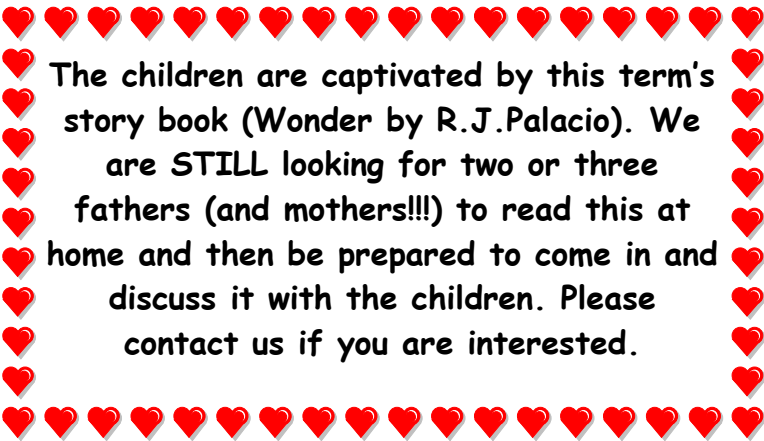 The children are captivated by this term's
story book (Wonder by R.J.Palacio). We
are STILL looking for two or three
fathers (and mothers!!!) to read this at
home and then be prepared to come in and
discuss it with the children. Please
contact us if you are interested.